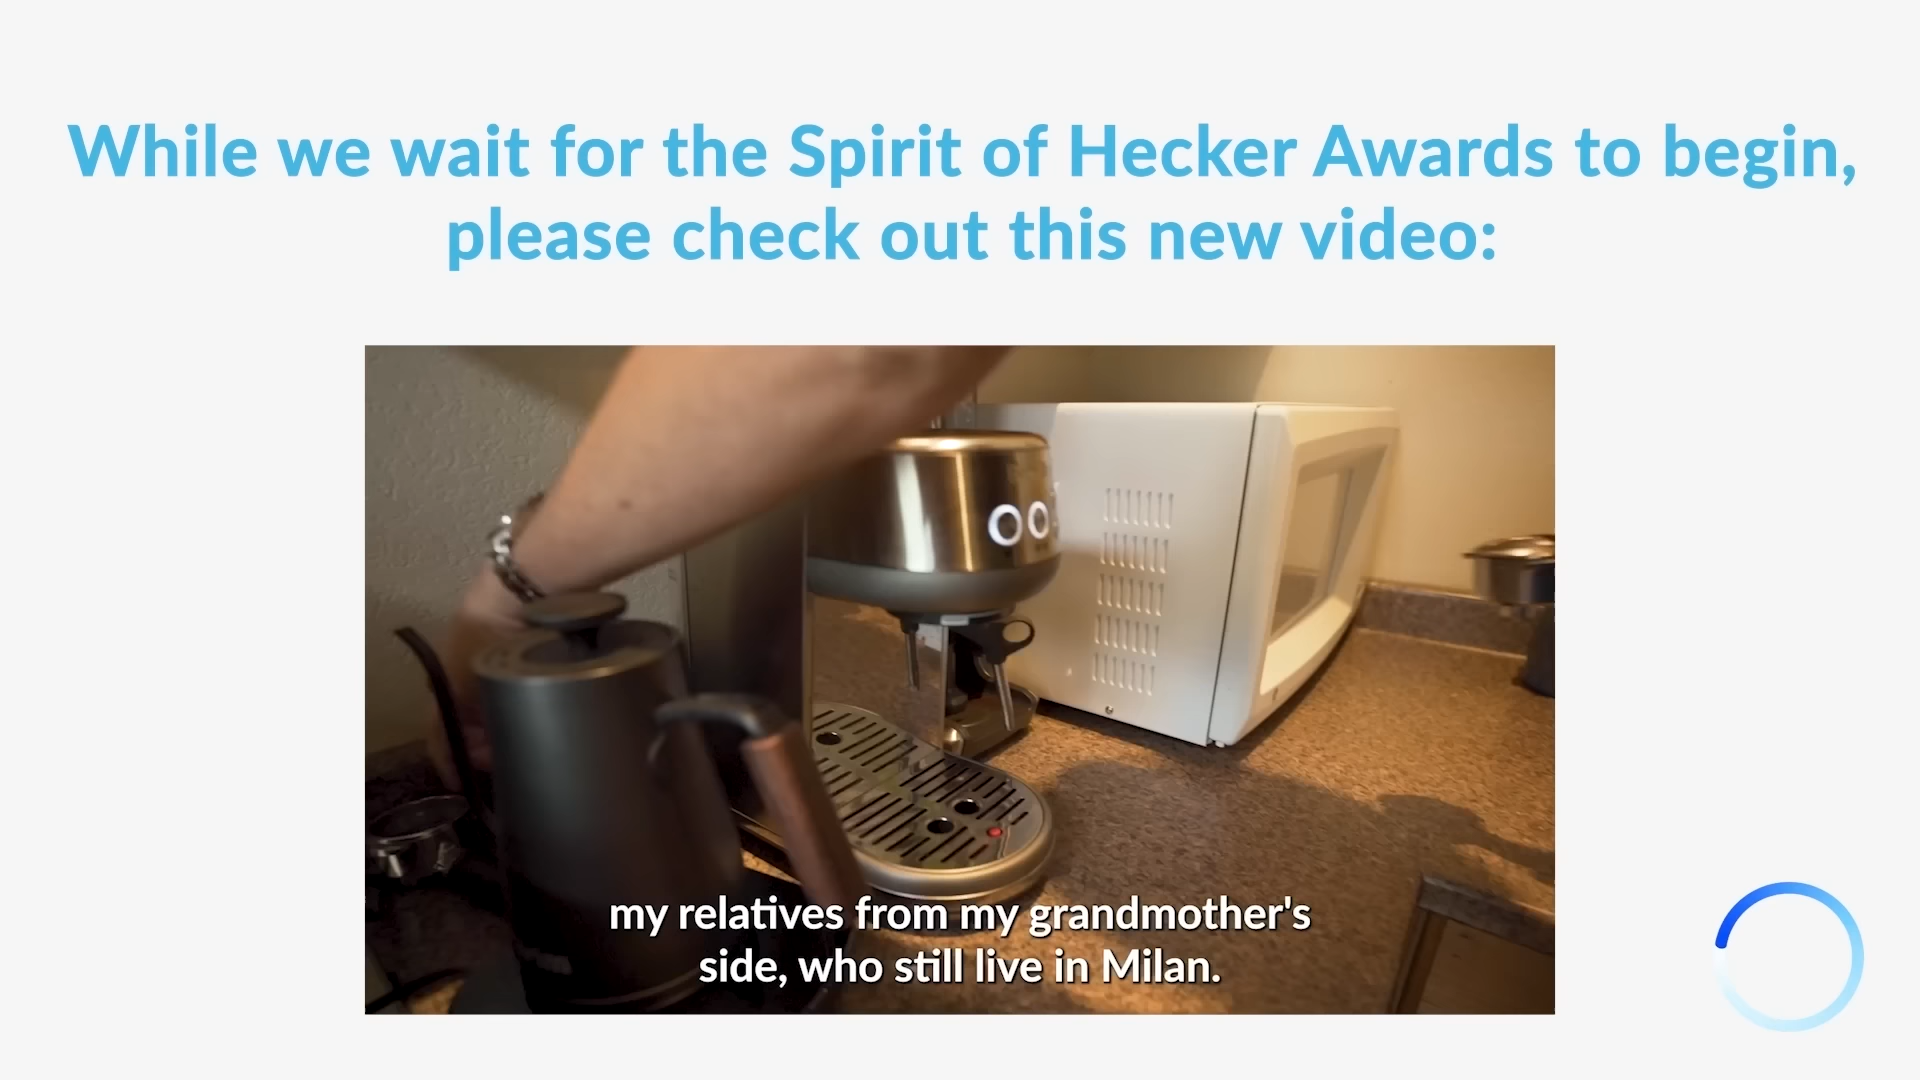 While we wait for the Spirit of Hecker Awards to begin,
please check out this new video:
my relatives from my grandmother's
side, who still live in Milan.